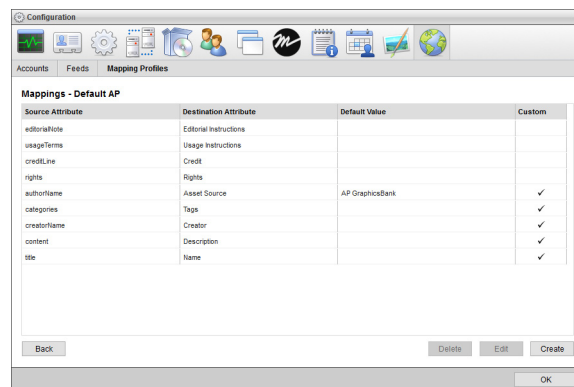 Configuration
Accounts Feeds Mapping Profiles
Mappings - Default AP
Source Attribute Destination Attribute Default Value Custom
editorialNote Editorial Instructions
usageTerms Usage Instructions
creditLine Credit
rights Rights
authorName Asset Source AP GraphicsBank ✓
categories Tags ✓
creatorName Creator ✓
content Description ✓
title Name ✓
Back Delete Edit Create
OK